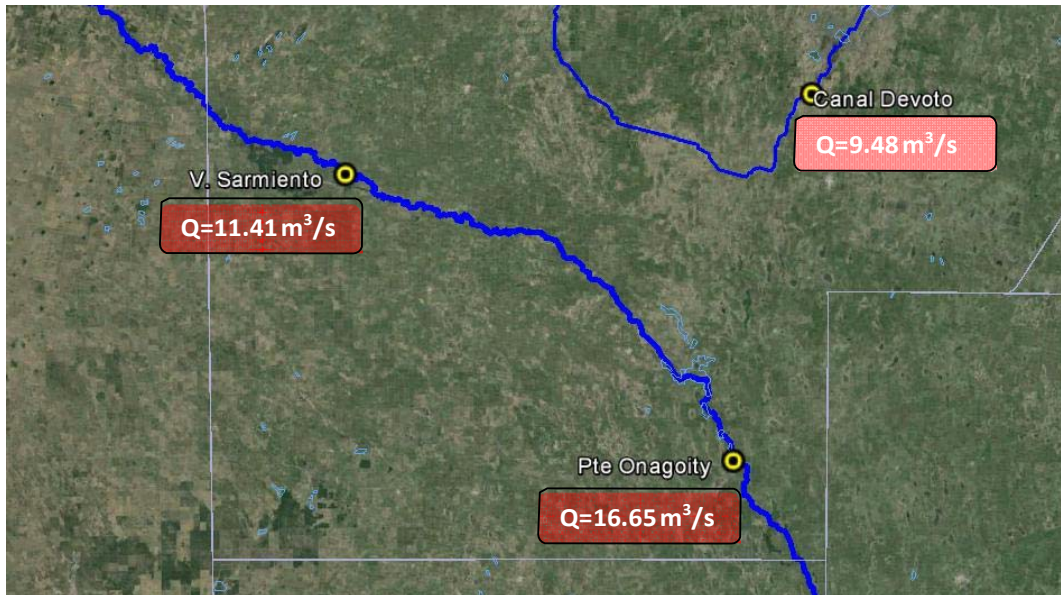 Canal Devoto
Q=9.48 m³/s
V. Sarmiento
Q=11.41 m³/s
Pte Onagoity
Q=16.65 m³/s